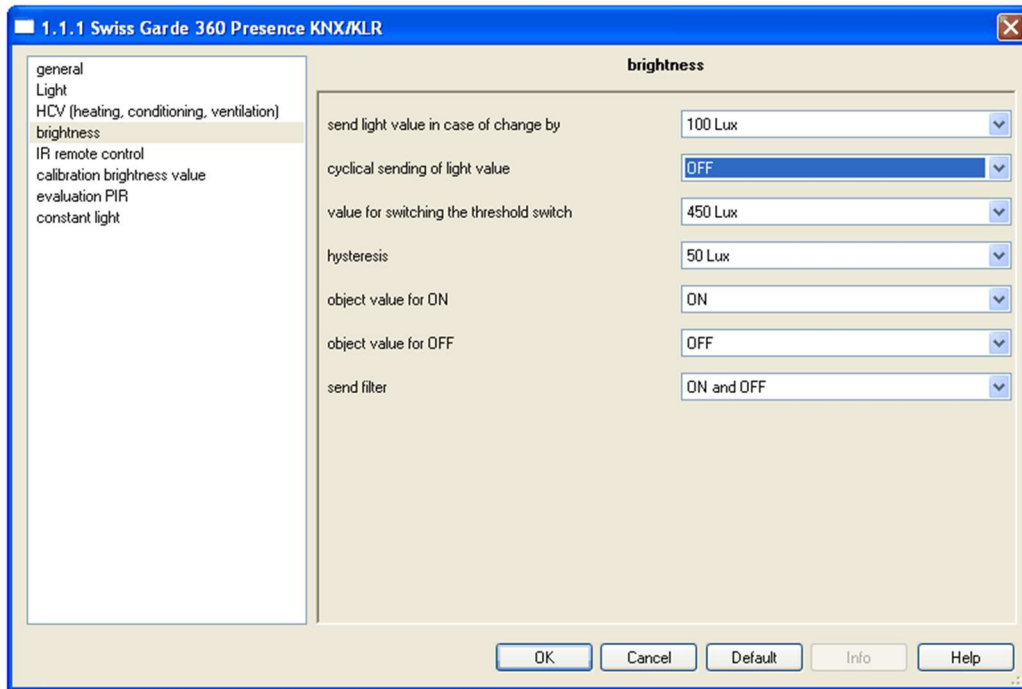 1.1.1 Swiss Garde 360 Presence KNX/KLR
general
Light
HCV (heating, conditioning, ventilation)
brightness
IR remote control
calibration brightness value
evaluation PIR
constant light
brightness
send light value in case of change by 100 Lux
cyclical sending of light value OFF
value for switching the threshold switch 450 Lux
hysteresis 50 Lux
object value for ON ON
object value for OFF OFF
send filter ON and OFF
OK Cancel Default Info Help